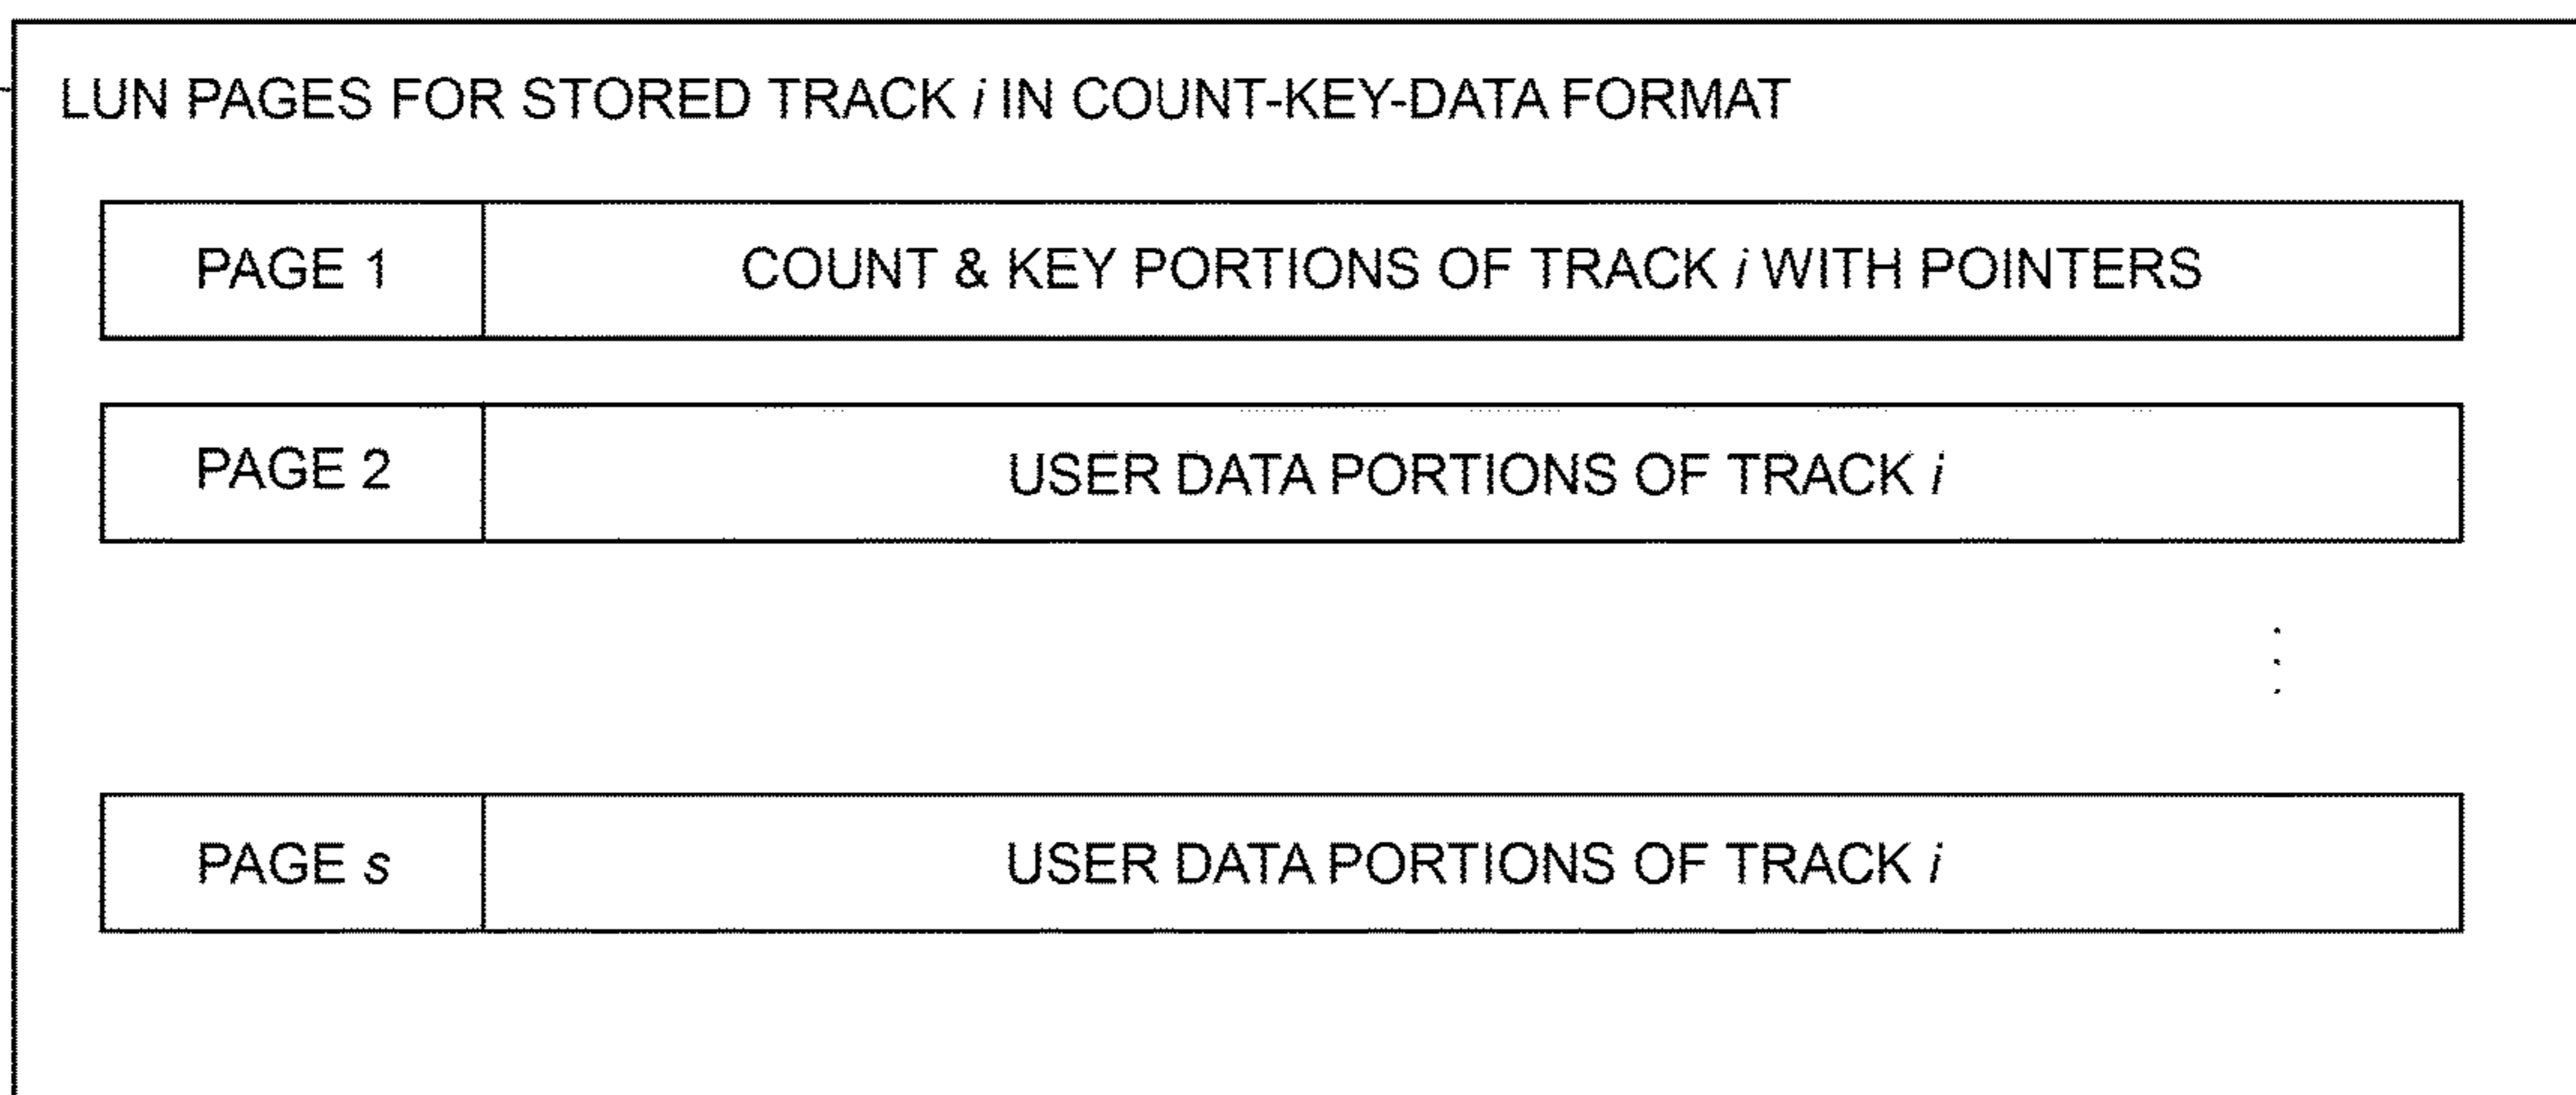 LUN PAGES FOR STORED TRACK i IN COUNT-KEY-DATA FORMAT
PAGE 1 COUNT & KEY PORTIONS OF TRACK i WITH POINTERS
PAGE 2 USER DATA PORTIONS OF TRACK i
PAGE s USER DATA PORTIONS OF TRACK i